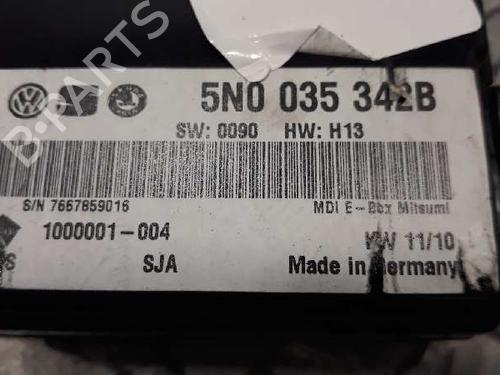 5N0 035 342B
SW: 0090 HW: H13
S/N 7667859016 MDI E-Box Mitsumi
1000001-004 KW 11/10
SJA Made in Germany
B-PARTS